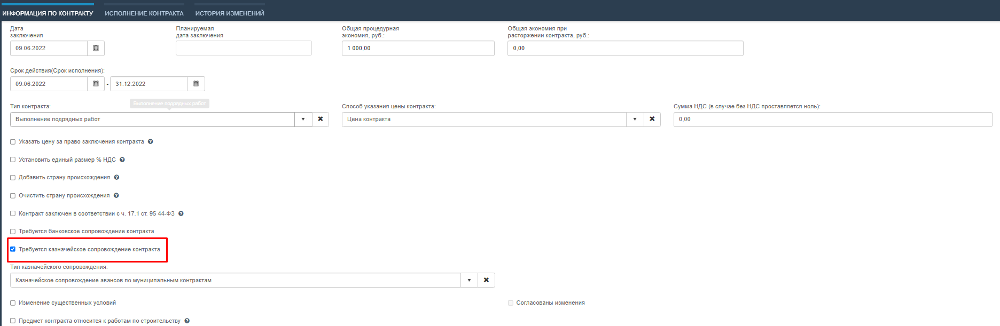 ИНФОРМАЦИЯ ПО КОНТРАКТУ ИСПОЛНЕНИЕ КОНТРАКТА ИСТОРИЯ ИЗМЕНЕНИЙ
Дата
заключения
09.06.2022
Планируемая
дата заключения
Общая процедурная
экономия, руб.:
1 000,00
Общая экономия при
расторжении контракта, руб.:
0,00
Срок действия(Срок исполнения):
09.06.2022 - 31.12.2022
Выполнение подрядных работ
Тип контракта:
Выполнение подрядных работ
Способ указания цены контракта:
Цена контракта
Сумма НДС (в случае без НДС проставляется ноль):
0,00
Указать цену за право заключения контракта
Установить единый размер % НДС
Добавить страну происхождения
Очистить страну происхождения
Контракт заключен в соответствии с ч. 17.1 ст. 95 44-ФЗ
Требуется банковское сопровождение контракта
Требуется казначейское сопровождение контракта
Тип казначейского сопровождения:
Казначейское сопровождение авансов по муниципальным контрактам
Изменение существенных условий
Согласованы изменения
Предмет контракта относится к работам по строительству